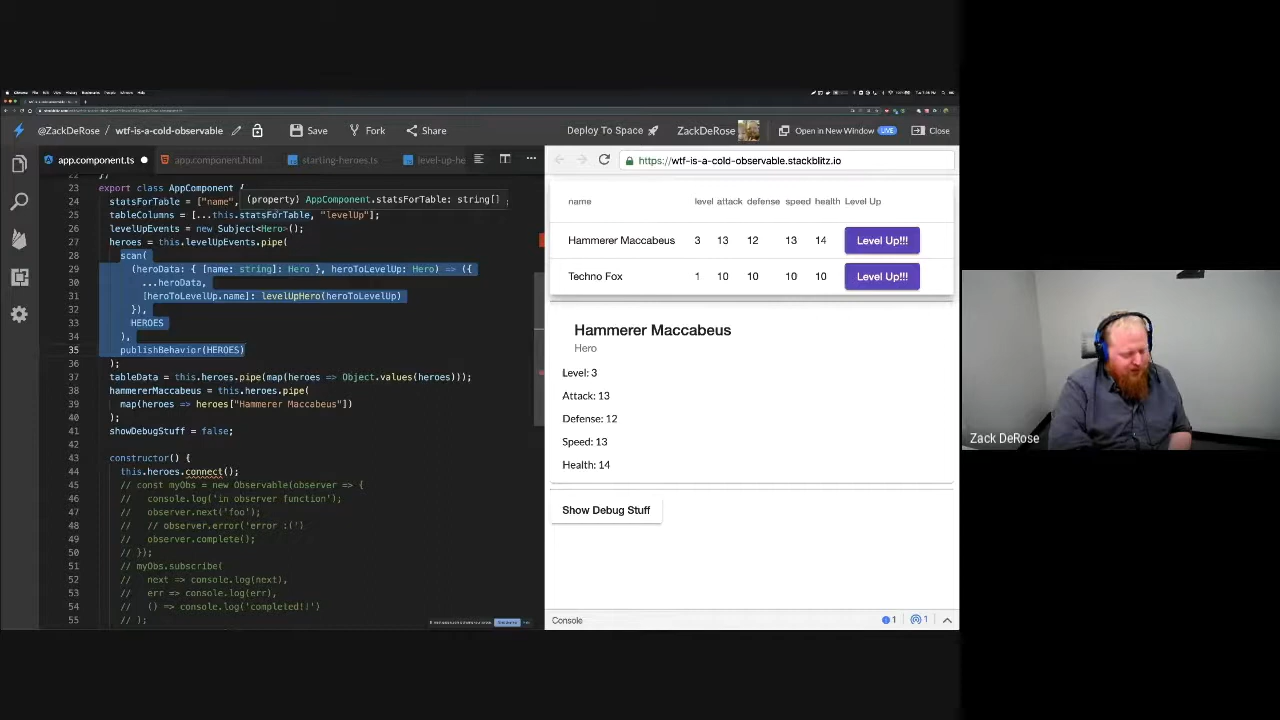 @ZackDeRose / wtf-is-a-cold-observable
Save
Fork
Share
Deploy To Space
ZackDeRose
Open in New Window LIVE
Close
app.component.ts
app.component.html
starting-heroes.ts
level-up-he
https://wtf-is-a-cold-observable.stackblitz.io
23 export class AppComponent {
24 statsForTable = ["name",
(property) AppComponent.statsForTable: string[]
25 tableColumns = [...this.statsForTable, "levelUp"];
26 levelUpEvents = new Subject<Hero>();
27 heroes = this.levelUpEvents.pipe(
28 scan(
29 (heroData: { [name: string]: Hero }, heroToLevelUp: Hero) => ({
30 ...heroData,
31 [heroToLevelUp.name]: levelUpHero(heroToLevelUp)
32 }),
33 HEROES
34 ),
35 publishBehavior(HEROES)
36 );
37 tableData = this.heroes.pipe(map(heroes => Object.values(heroes)));
38 hammererMaccabeus = this.heroes.pipe(
39 map(heroes => heroes["Hammerer Maccabeus"])
40 );
41 showDebugStuff = false;
42
43 constructor() {
44 this.heroes.connect();
45 // const myObs = new Observable(observer => {
46 // console.log('in observer function');
47 // observer.next('foo');
48 // // observer.error('error :(')
49 // observer.complete();
50 // });
51 // myObs.subscribe(
52 // next => console.log(next),
53 // err => console.log(err),
54 // () => console.log('completed!!')
55 // );
name level attack defense speed health Level Up
Hammerer Maccabeus 3 13 12 13 14 Level Up!!!
Techno Fox 1 10 10 10 10 Level Up!!!
Hammerer Maccabeus
Hero
Level: 3
Attack: 13
Defense: 12
Speed: 13
Health: 14
Show Debug Stuff
Console
1
1
Zack DeRose